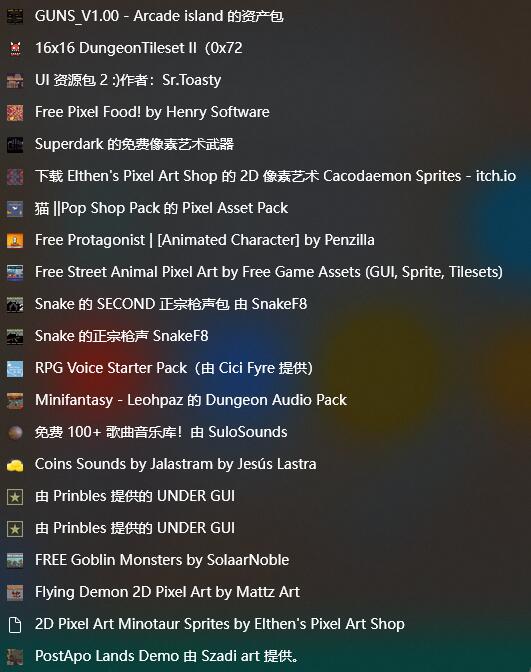 GUNS_V1.00 - Arcade island 的资产包
16x16 DungeonTileset II（0x72
UI 资源包 2 :)作者：Sr.Toasty
Free Pixel Food! by Henry Software
Superdark 的免费像素艺术武器
下载 Elthen's Pixel Art Shop 的 2D 像素艺术 Cacodaemon Sprites - itch.io
猫 ||Pop Shop Pack 的 Pixel Asset Pack
Free Protagonist | [Animated Character] by Penzilla
Free Street Animal Pixel Art by Free Game Assets (GUI, Sprite, Tilesets)
Snake 的 SECOND 正宗枪声包 由 SnakeF8
Snake 的正宗枪声 SnakeF8
RPG Voice Starter Pack（由 Cici Fyre 提供）
Minifantasy - Leohpaz 的 Dungeon Audio Pack
免费 100+ 歌曲音乐库！由 SuloSounds
Coins Sounds by Jalastram by Jesús Lastra
由 Prinbles 提供的 UNDER GUI
由 Prinbles 提供的 UNDER GUI
FREE Goblin Monsters by SolaarNoble
Flying Demon 2D Pixel Art by Mattz Art
2D Pixel Art Minotaur Sprites by Elthen's Pixel Art Shop
PostApo Lands Demo 由 Szadi art 提供。